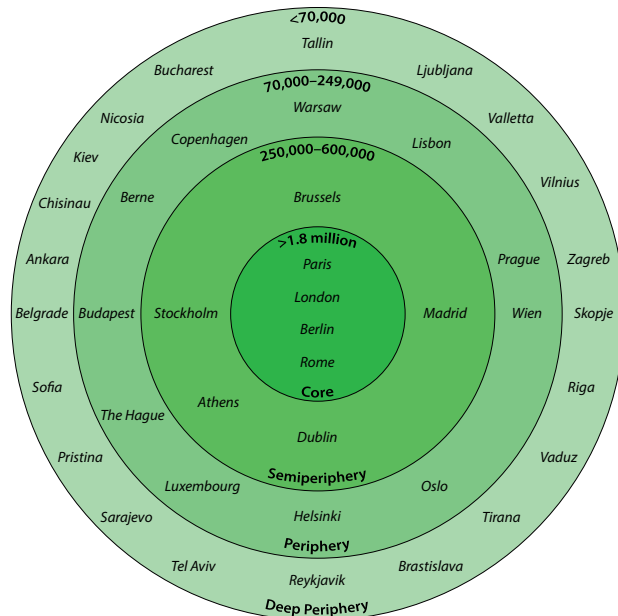 <70,000
Tallin
Bucharest
Ljubljana
70,000–249,000
Nicosia
Warsaw
Valletta
Copenhagen
Lisbon
Kiev
250,000–600,000
Vilnius
Chisinau
Berne
Brussels
>1.8 million
Ankara
Paris
Prague
Zagreb
London
Belgrade
Budapest
Stockholm
Madrid
Wien
Skopje
Berlin
Rome
Sofia
Core
Riga
Athens
The Hague
Dublin
Pristina
Vaduz
Semiperiphery
Luxembourg
Oslo
Sarajevo
Helsinki
Tirana
Periphery
Tel Aviv
Brastislava
Reykjavik
Deep Periphery